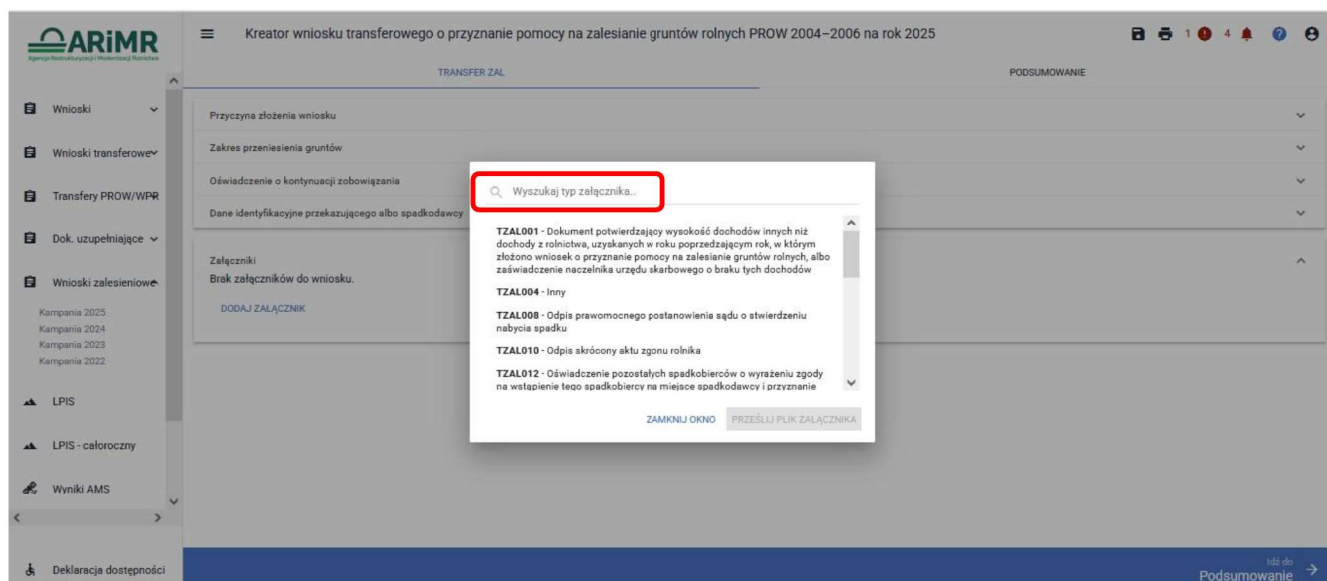 ARiMR
Agencja Restrukturyzacji i Modernizacji Rolnictwa
Kreator wniosku transferowego o przyznanie pomocy na zalesianie gruntów rolnych PROW 2004–2006 na rok 2025
1
4
TRANSFER ZAL
PODSUMOWANIE
Wnioski
Wnioski transferowe
Transfery PROW/WPR
Dok. uzupełniające
Wnioski zalesieniowe
Kampania 2025
Kampania 2024
Kampania 2023
Kampania 2022
LPIS
LPIS - całoroczny
Wyniki AMS
Deklaracja dostępności
Przyczyna złożenia wniosku
Zakres przeniesienia gruntów
Oświadczenie o kontynuacji zobowiązania
Dane identyfikacyjne przekazującego albo spadkodawcy
Załączniki
Brak załączników do wniosku.
DODAJ ZAŁĄCZNIK
Wyszukaj typ załącznika..
TZAL001 - Dokument potwierdzający wysokość dochodów innych niż
dochody z rolnictwa, uzyskanych w roku poprzedzającym rok, w którym
złożono wniosek o przyznanie pomocy na zalesianie gruntów rolnych, albo
zaświadczenie naczelnika urzędu skarbowego o braku tych dochodów
TZAL004 - Inny
TZAL008 - Odpis prawomocnego postanowienia sądu o stwierdzeniu
nabycia spadku
TZAL010 - Odpis skrócony aktu zgonu rolnika
TZAL012 - Oświadczenie pozostałych spadkobierców o wyrażeniu zgody
na wstąpienie tego spadkobiercy na miejsce spadkodawcy i przyznanie
ZAMKNIJ OKNO
PRZEŚLIJ PLIK ZAŁĄCZNIKA
Idź do
Podsumowanie